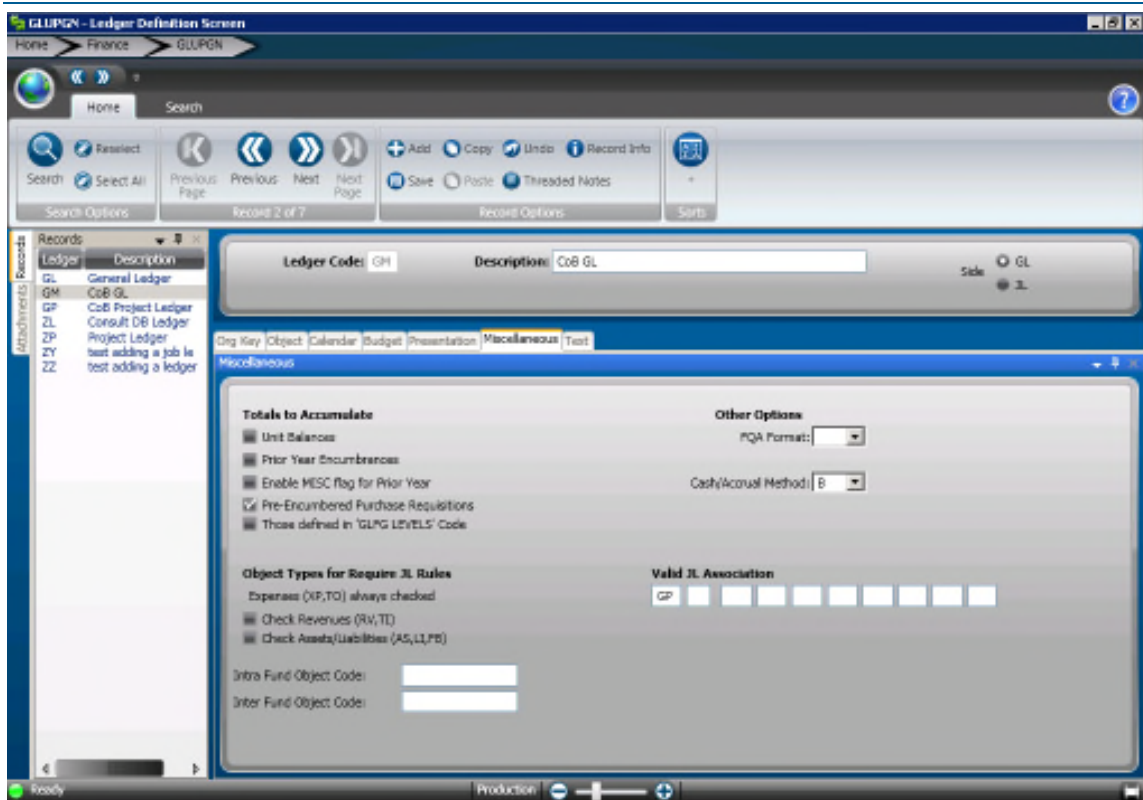 GLUPGN - Ledger Definition Screen
Home Finance GLUPGN
Home Search
Search
Reselect
Select All
Search Options
Previous Page
Previous
Next
Next Page
Record 2 of 7
Add Copy Undo Record Info
Save Paste Threaded Notes
Record Options
Sorts
Records
Attachments
Records
Ledger Description
GL General Ledger
GM CoB GL
GP CoB Project Ledger
ZL Consult DB Ledger
ZP Project Ledger
ZY test adding a job le
ZZ test adding a ledger
Ledger Code: GM Description: CoB GL
Side GL
JL
Org Key Object Calendar Budget Presentation Miscellaneous Text
Miscellaneous
Totals to Accumulate
Unit Balances
Prior Year Encumbrances
Enable MISC flag for Prior Year
Pre-Encumbered Purchase Requisitions
Those defined in 'GLPG LEVELS' Code
Other Options
FQA Format:
Cash/Accrual Method: B
Object Types for Require JL Rules
Expenses (XP,TO) always checked
Check Revenues (RV,TI)
Check Assets/Liabilities (AS,LI,FB)
Valid JL Association
GP
Intra Fund Object Code:
Inter Fund Object Code:
Ready
Production